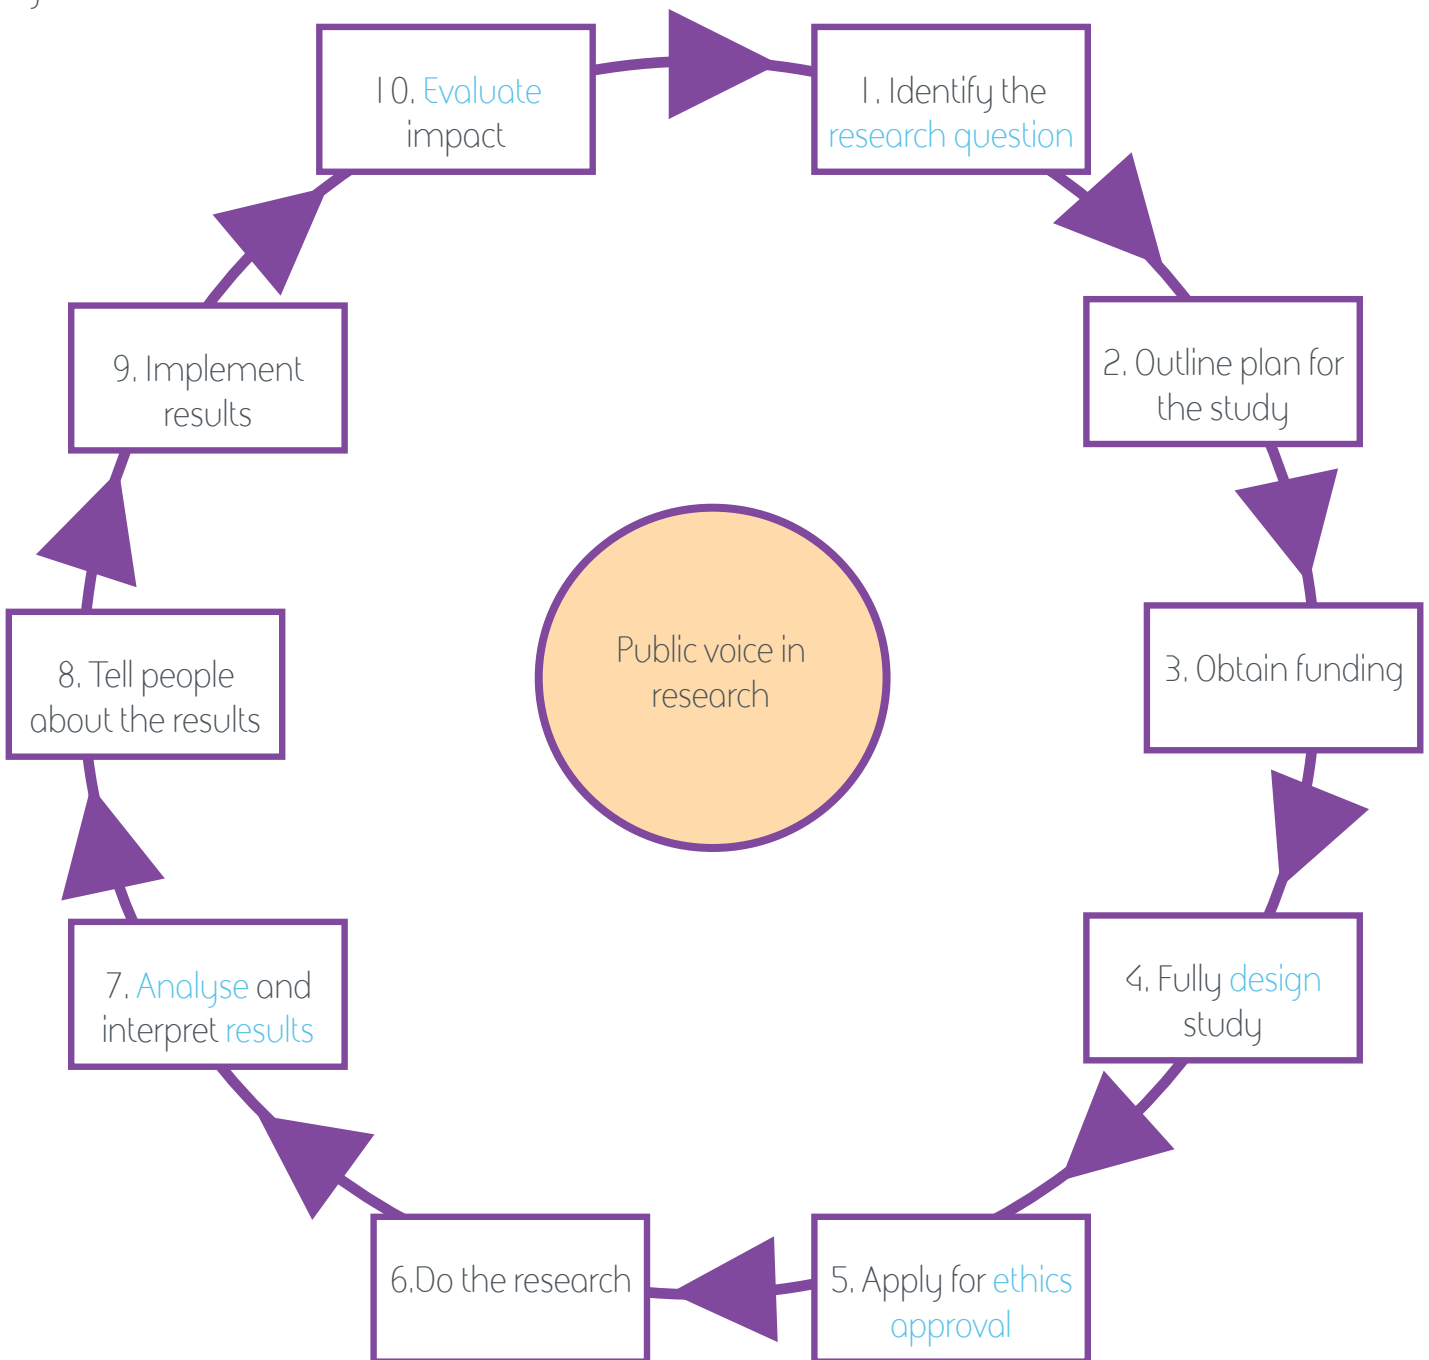 10. Evaluate
impact
1. Identify the
research question
2. Outline plan for
the study
3. Obtain funding
4. Fully design
study
5. Apply for ethics
approval
6.Do the research
7. Analyse and
interpret results
8. Tell people
about the results
9. Implement
results
Public voice in
research